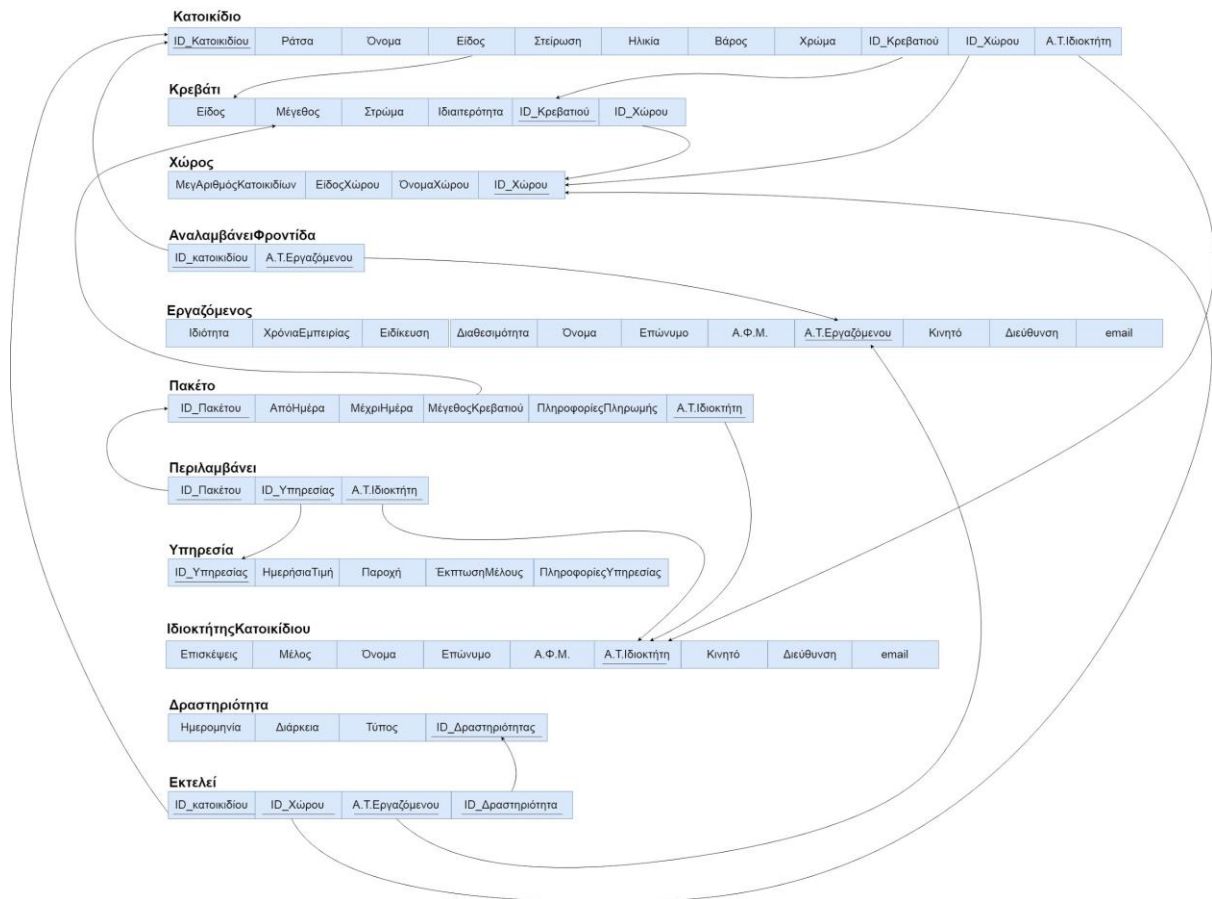 Κατοικίδιο
ID_Κατοικιδίου Ράτσα Όνομα Είδος Στείρωση Ηλικία Βάρος Χρώμα ID_Κρεβατιού ID_Χώρου Α.Τ.Ιδιοκτήτη
Κρεβάτι
Είδος Μέγεθος Στρώμα Ιδιαιτερότητα ID_Κρεβατιού ID_Χώρου
Χώρος
ΜεγΑριθμόςΚατοικιδίων ΕίδοςΧώρου ΌνομαΧώρου ID_Χώρου
ΑναλαμβάνειΦροντίδα
ID_κατοικιδίου Α.Τ.Εργαζόμενου
Εργαζόμενος
Ιδιότητα ΧρόνιαΕμπειρίας Ειδίκευση Διαθεσιμότητα Όνομα Επώνυμο Α.Φ.Μ. Α.Τ.Εργαζόμενου Κινητό Διεύθυνση email
Πακέτο
ID_Πακέτου ΑπόΗμέρα ΜέχριΗμέρα ΜέγεθοςΚρεβατιού ΠληροφορίεςΠληρωμής Α.Τ.Ιδιοκτήτη
Περιλαμβάνει
ID_Πακέτου ID_Υπηρεσίας Α.Τ.Ιδιοκτήτη
Υπηρεσία
ID_Υπηρεσίας ΗμερήσιαΤιμή Παροχή ΈκπτωσηΜέλους ΠληροφορίεςΥπηρεσίας
ΙδιοκτήτηςΚατοικίδιου
Επισκέψεις Μέλος Όνομα Επώνυμο Α.Φ.Μ. Α.Τ.Ιδιοκτήτη Κινητό Διεύθυνση email
Δραστηριότητα
Ημερομηνία Διάρκεια Τύπος ID_Δραστηριότητας
Εκτελεί
ID_κατοικιδίου ID_Χώρου Α.Τ.Εργαζόμενου ID_Δραστηριότητα